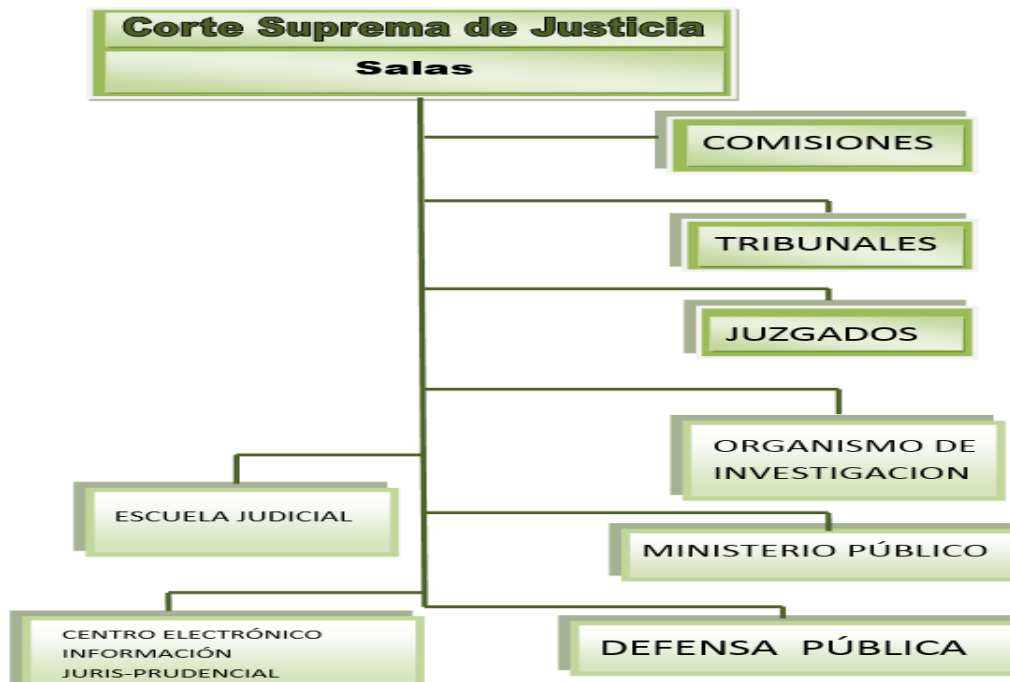 Corte Suprema de Justicia
Salas
COMISIONES
TRIBUNALES
JUZGADOS
ORGANISMO DE
INVESTIGACION
ESCUELA JUDICIAL
MINISTERIO PÚBLICO
CENTRO ELECTRÓNICO
INFORMACIÓN
JURIS-PRUDENCIAL
DEFENSA PÚBLICA